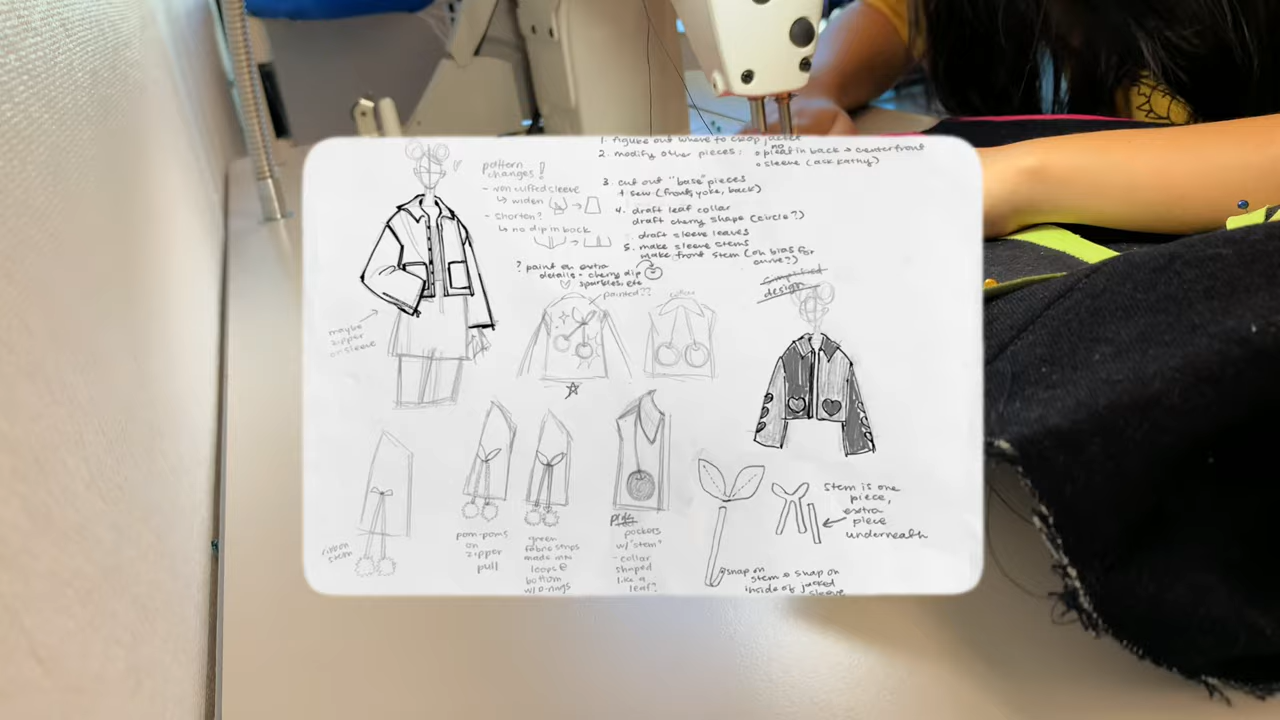 1. figure out where to crop jacket
2. modify other pieces: o no pleat in back → centerfront
o sleeve (ask kathy)
3. cut out "base" pieces
+ sew (front, yoke, back)
4. draft leaf collar
draft cherry shape (circle?)
draft sleeve leaves
5. make sleeve stems
make front stem (on bias for
curve?)
pattern
changes!
- non cuffed sleeve
↳ widen
- shorten?
↳ no dip in back
? paint on extra
details - cherry dip
sparkles, etc
painted??
collar
simplified
design
maybe
zipper
on sleeve
ribbon
stem
pom-poms
on
zipper
pull
green
fabric strips
made into
loops @
bottom
w/ o-rings
pockets
w/ "stem"
- collar
shaped
like a
leaf?
stem is one
piece,
extra
piece
underneath
snap on
stem & snap on
inside of jacket
sleeve